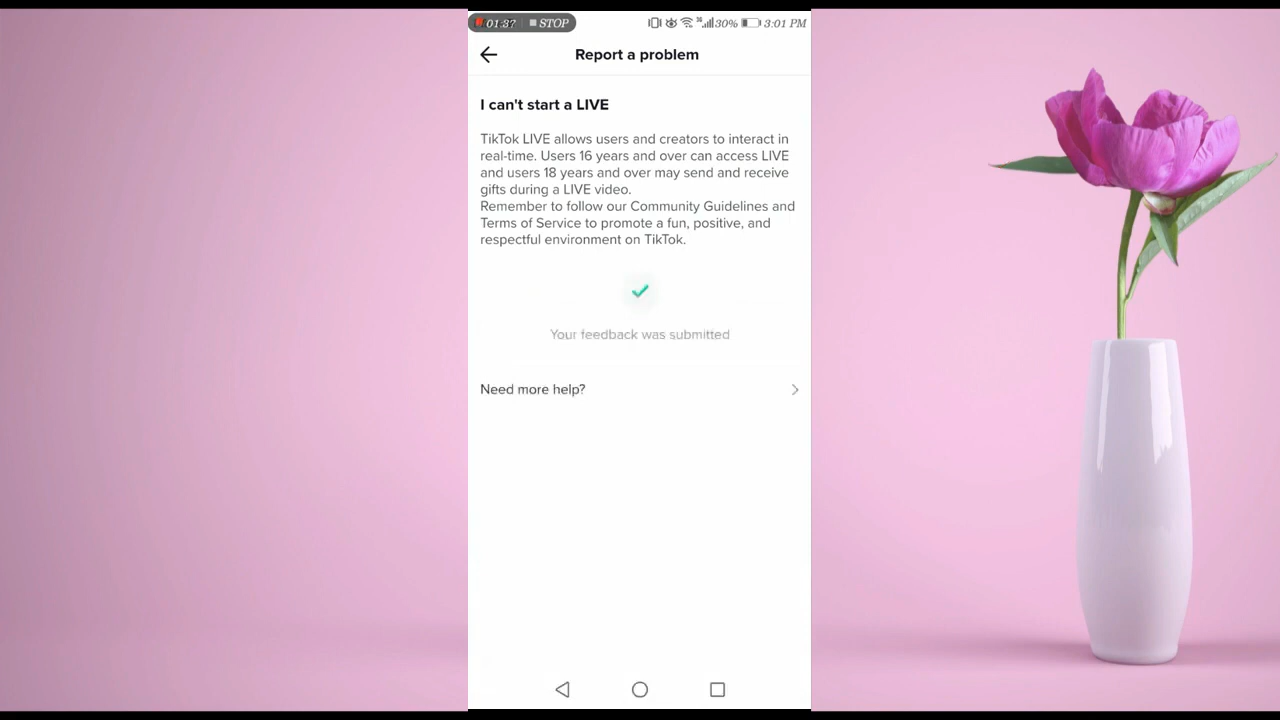 01:37 STOP 30% 3:01 PM
Report a problem
I can't start a LIVE
TikTok LIVE allows users and creators to interact in
real-time. Users 16 years and over can access LIVE
and users 18 years and over may send and receive
gifts during a LIVE video.
Remember to follow our Community Guidelines and
Terms of Service to promote a fun, positive, and
respectful environment on TikTok.
Your feedback was submitted
Need more help?